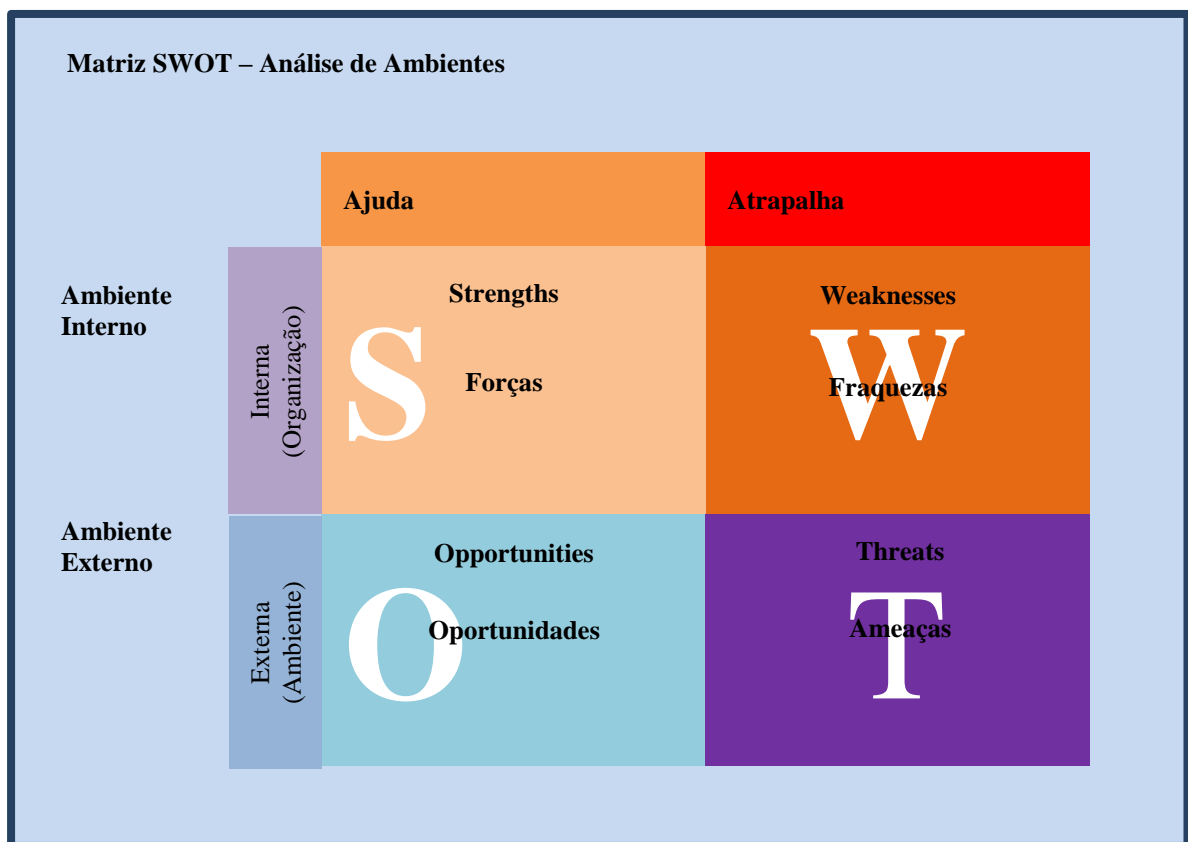 Matriz SWOT – Análise de Ambientes
Ajuda
Atrapalha
Ambiente
Interno
Interna
(Organização)
Strengths
S
Forças
Weaknesses
W
Fraquezas
Ambiente
Externo
Externa
(Ambiente)
Opportunities
O
Oportunidades
Threats
T
Ameaças